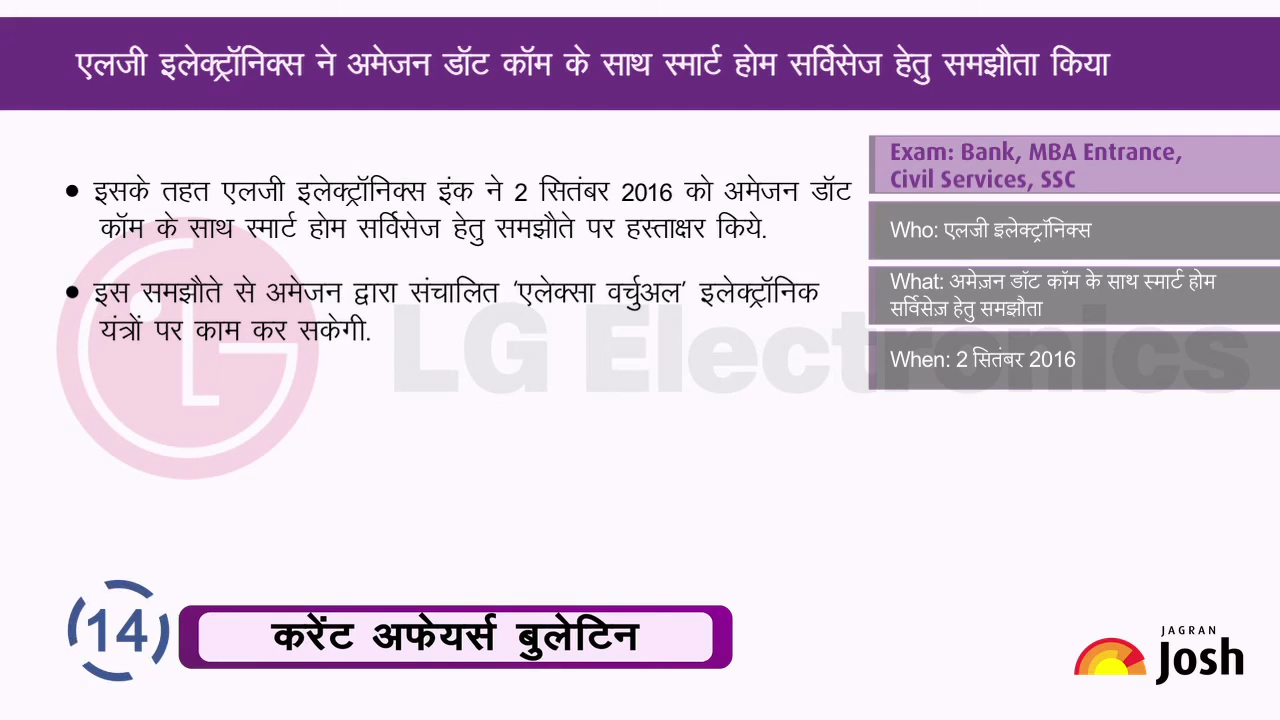 एलजी इलेक्ट्रॉनिक्स ने अमेजन डॉट कॉम के साथ स्मार्ट होम सर्विसेज हेतु समझौता किया
• इसके तहत एलजी इलेक्ट्रॉनिक्स इंक ने 2 सितंबर 2016 को अमेजन डॉट
कॉम के साथ स्मार्ट होम सर्विसेज हेतु समझौते पर हस्ताक्षर किये.
• इस समझौते से अमेजन द्वारा संचालित ‘एलेक्सा वर्चुअल’ इलेक्ट्रॉनिक
यंत्रों पर काम कर सकेगी.
LG Electronics
Exam: Bank, MBA Entrance,
Civil Services, SSC
Who: एलजी इलेक्ट्रॉनिक्स
What: अमेज़न डॉट कॉम के साथ स्मार्ट होम
सर्विसेज़ हेतु समझौता
When: 2 सितंबर 2016
14
करेंट अफेयर्स बुलेटिन
JAGRAN
Josh